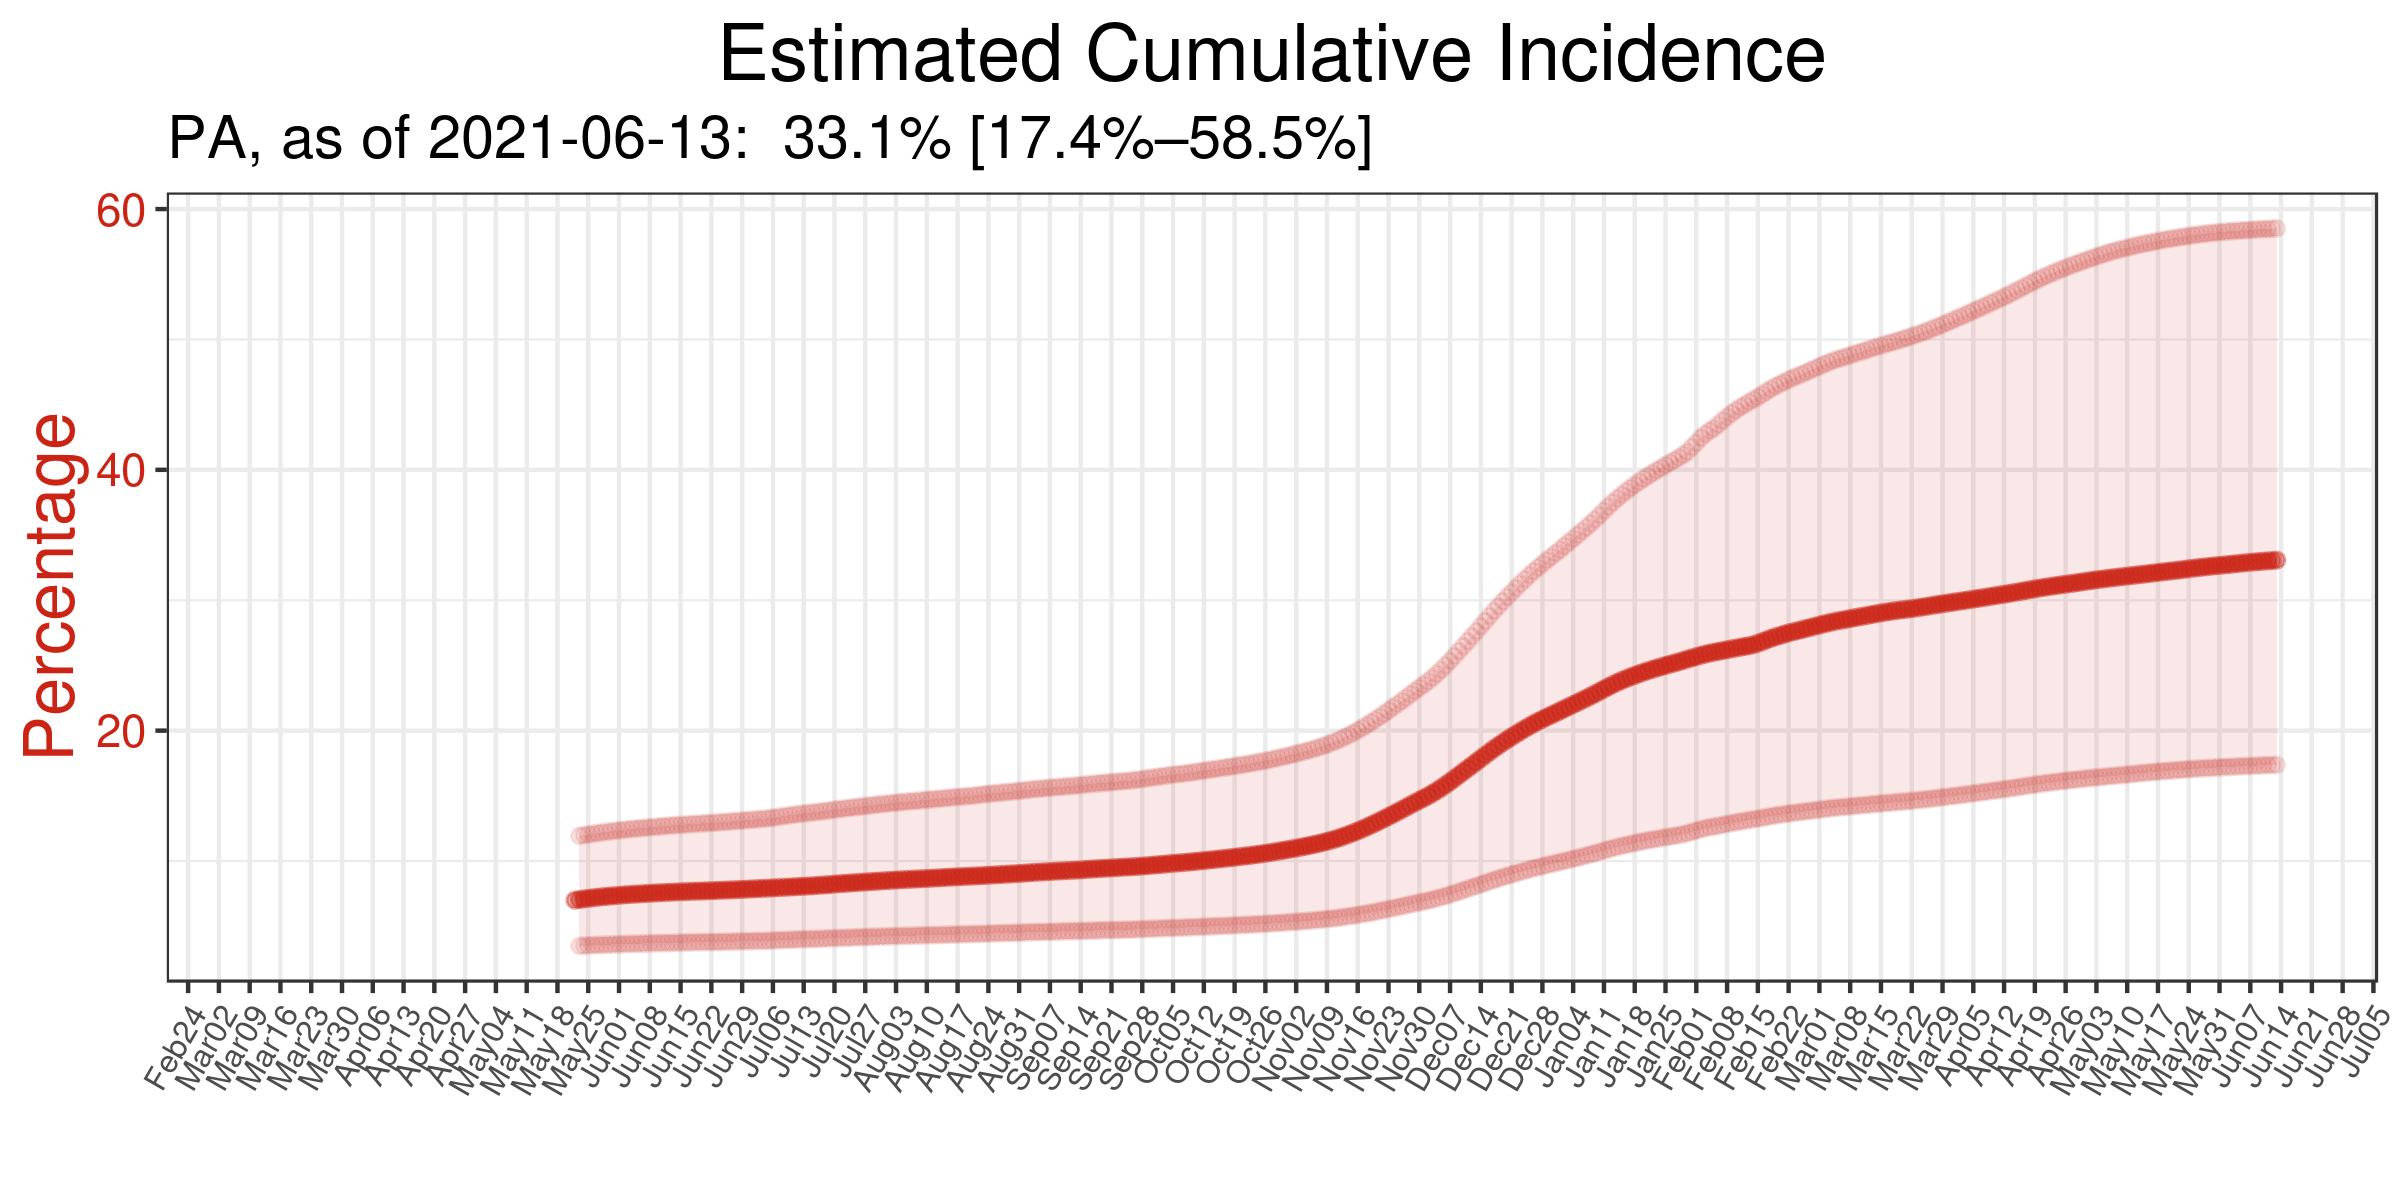 Estimated Cumulative Incidence
PA, as of 2021-06-13:  33.1% [17.4%–58.5%]
Percentage
60
40
20
Feb24
Mar02
Mar09
Mar16
Mar23
Mar30
Apr06
Apr13
Apr20
Apr27
May04
May11
May18
May25
Jun01
Jun08
Jun15
Jun22
Jun29
Jul06
Jul13
Jul20
Jul27
Aug03
Aug10
Aug17
Aug24
Aug31
Sep07
Sep14
Sep21
Sep28
Oct05
Oct12
Oct19
Oct26
Nov02
Nov09
Nov16
Nov23
Nov30
Dec07
Dec14
Dec21
Dec28
Jan04
Jan11
Jan18
Jan25
Feb01
Feb08
Feb15
Feb22
Mar01
Mar08
Mar15
Mar22
Mar29
Apr05
Apr12
Apr19
Apr26
May03
May10
May17
May24
May31
Jun07
Jun14
Jun21
Jun28
Jul05